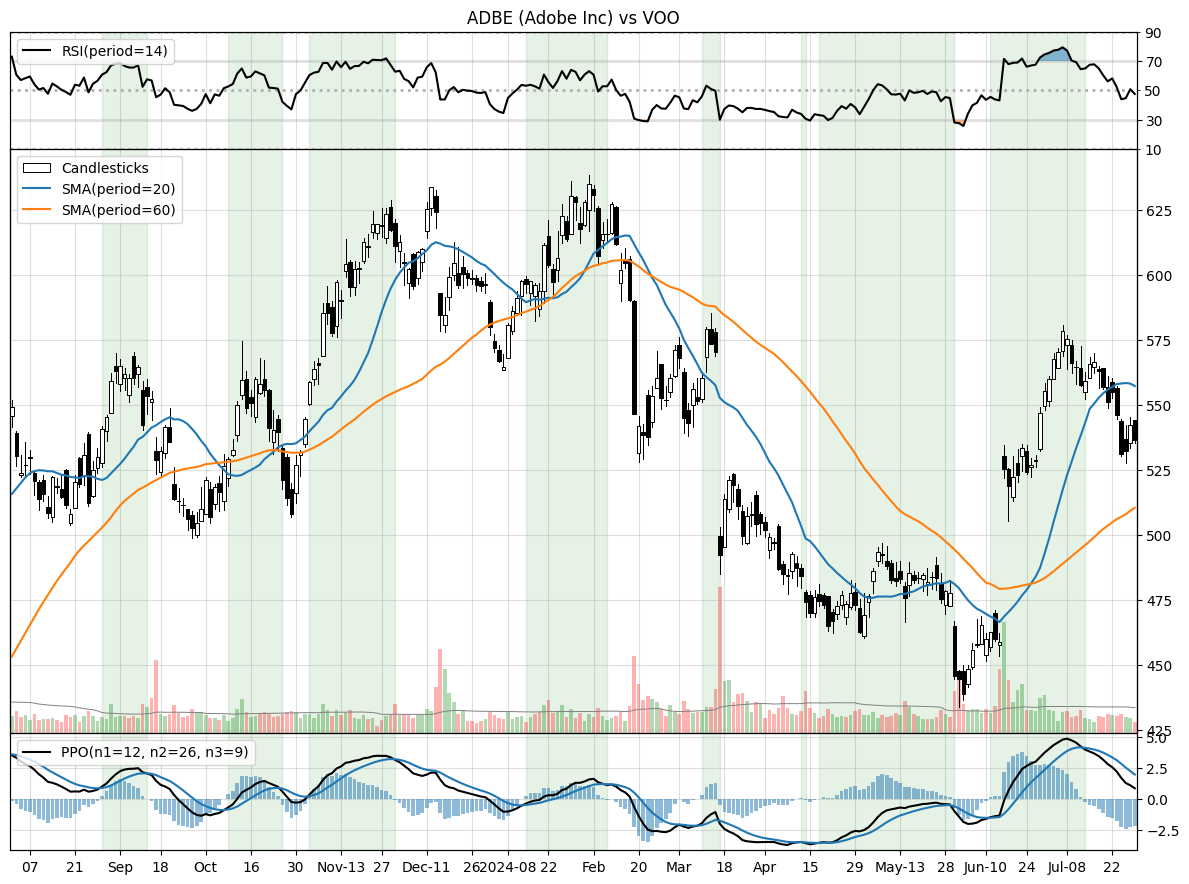 ADBE (Adobe Inc) vs VOO
RSI(period=14)
90
70
50
30
10
Candlesticks
SMA(period=20)
SMA(period=60)
625
600
575
550
525
500
475
450
425
PPO(n1=12, n2=26, n3=9)
5.0
2.5
0.0
−2.5
07 21 Sep 18 Oct 16 30 Nov-13 27 Dec-11 26 2024-08 22 Feb 20 Mar 18 Apr 15 29 May-13 28 Jun-10 24 Jul-08 22